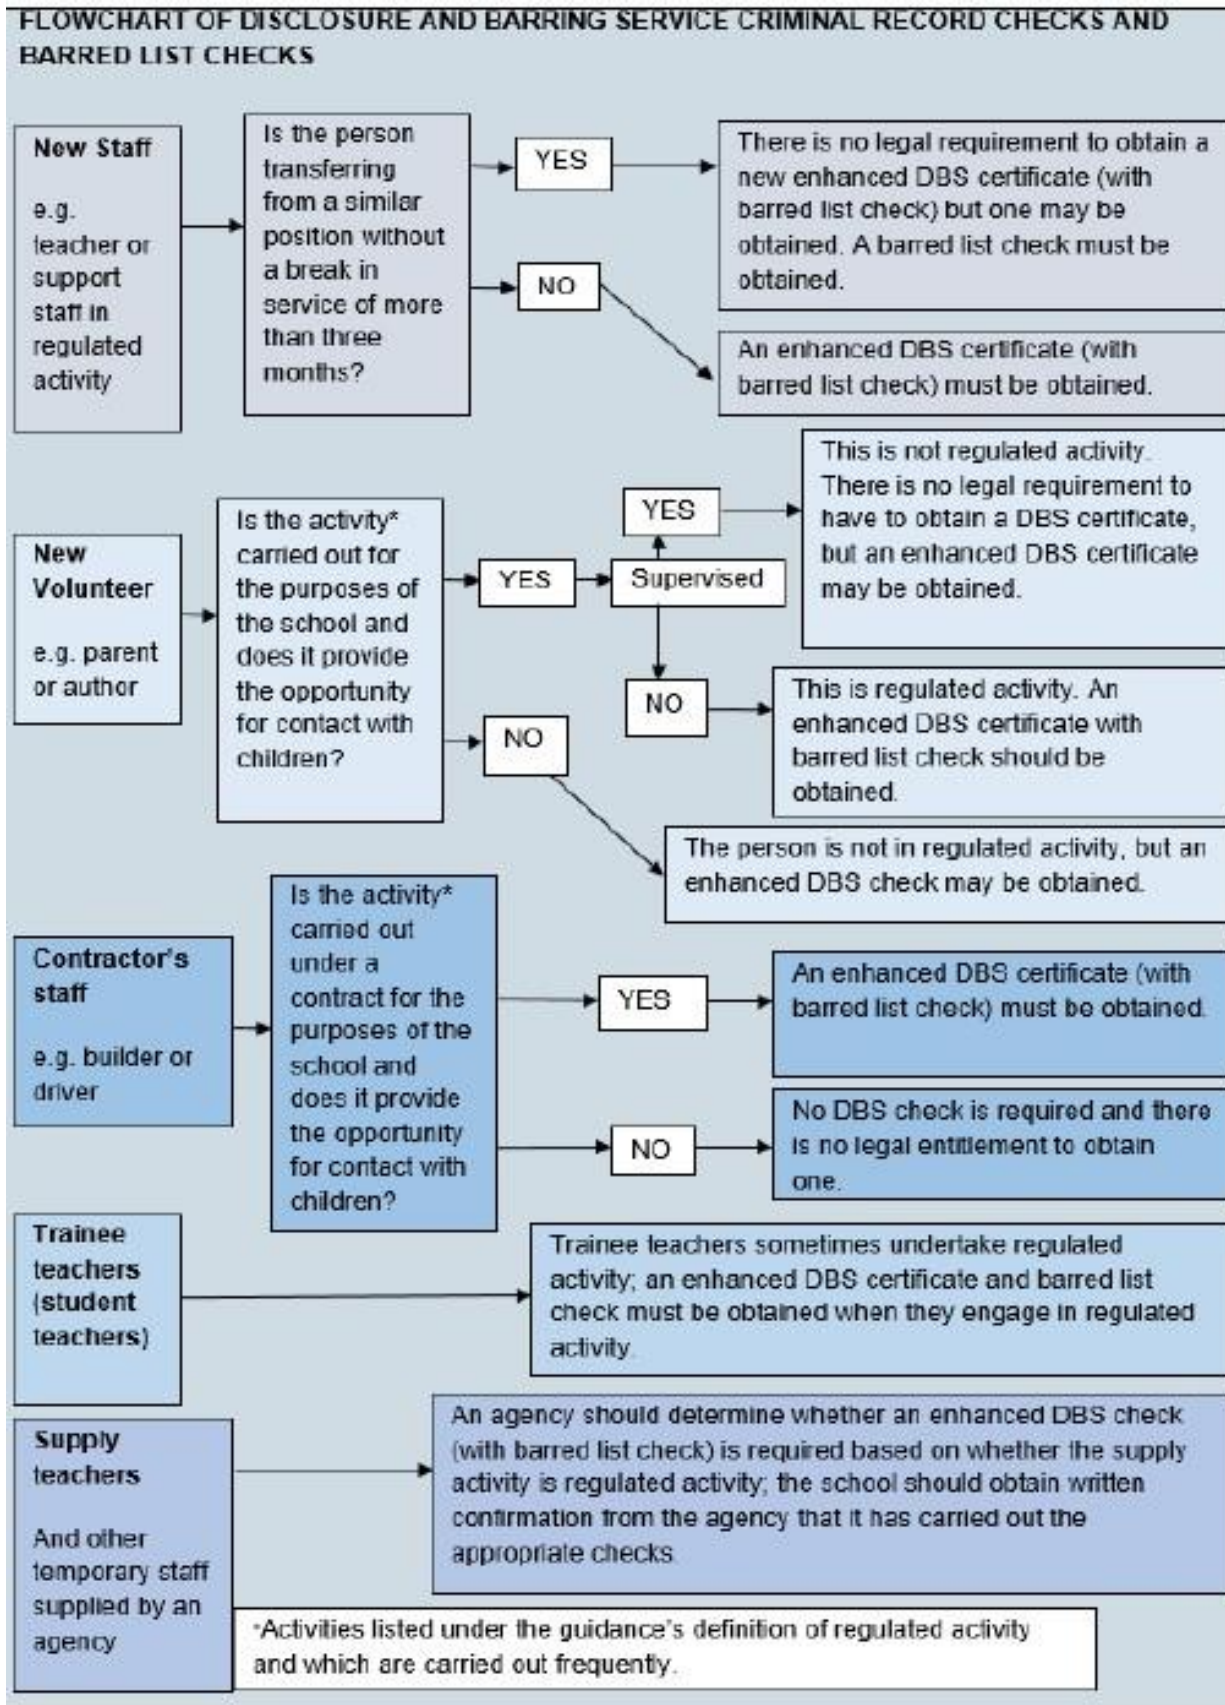 FLOWCHART OF DISCLOSURE AND BARRING SERVICE CRIMINAL RECORD CHECKS AND
BARRED LIST CHECKS
New Staff
e.g.
teacher or
support
staff in
regulated
activity
Is the person
transferring
from a similar
position without
a break in
service of more
than three
months?
YES
There is no legal requirement to obtain a
new enhanced DBS certificate (with
barred list check) but one may be
obtained. A barred list check must be
obtained.
NO
An enhanced DBS certificate (with
barred list check) must be obtained.
New
Volunteer
e.g. parent
or author
Is the activity*
carried out for
the purposes of
the school and
does it provide
the opportunity
for contact with
children?
YES
Supervised
YES
This is not regulated activity.
There is no legal requirement to
have to obtain a DBS certificate,
but an enhanced DBS certificate
may be obtained.
NO
This is regulated activity. An
enhanced DBS certificate with
barred list check should be
obtained.
NO
The person is not in regulated activity, but an
enhanced DBS check may be obtained.
Contractor's
staff
e.g. builder or
driver
Is the activity*
carried out
under a
contract for the
purposes of the
school and
does it provide
the opportunity
for contact with
children?
YES
An enhanced DBS certificate (with
barred list check) must be obtained.
NO
No DBS check is required and there
is no legal entitlement to obtain
one.
Trainee
teachers
(student
teachers)
Trainee teachers sometimes undertake regulated
activity; an enhanced DBS certificate and barred list
check must be obtained when they engage in regulated
activity.
Supply
teachers
And other
temporary staff
supplied by an
agency
An agency should determine whether an enhanced DBS check
(with barred list check) is required based on whether the supply
activity is regulated activity; the school should obtain written
confirmation from the agency that it has carried out the
appropriate checks.
*Activities listed under the guidance's definition of regulated activity
and which are carried out frequently.